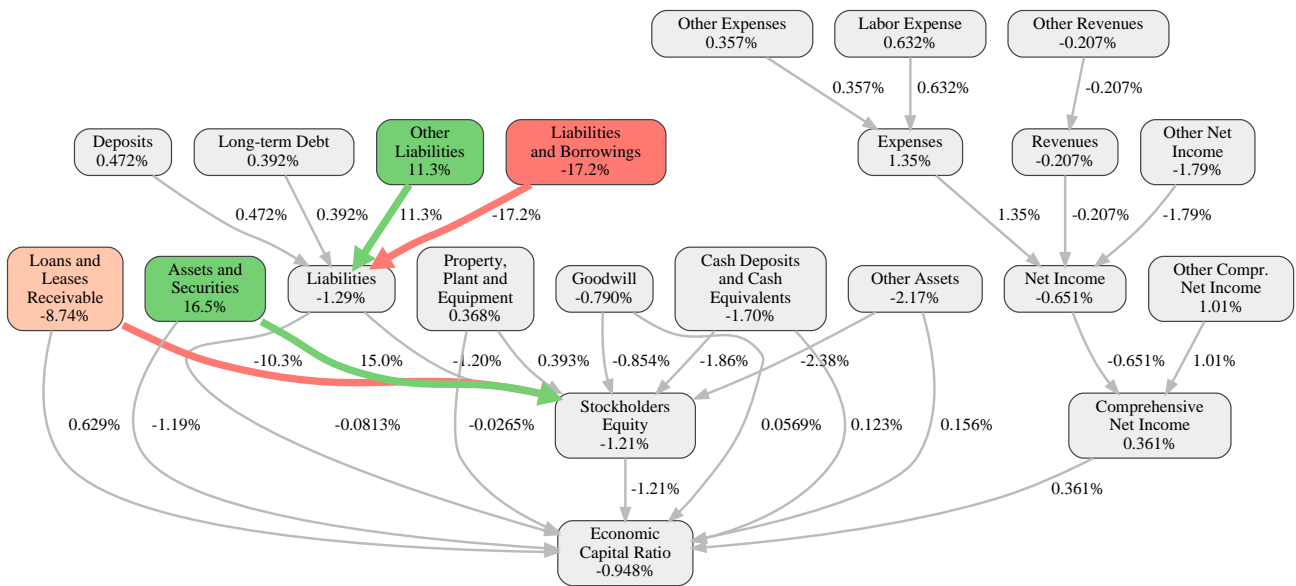 Other Expenses
0.357%
Labor Expense
0.632%
Other Revenues
-0.207%
0.357%
0.632%
-0.207%
Deposits
0.472%
Long-term Debt
0.392%
Other
Liabilities
11.3%
Liabilities
and Borrowings
-17.2%
Expenses
1.35%
Revenues
-0.207%
Other Net
Income
-1.79%
0.472%
0.392%
11.3%
-17.2%
1.35%
-0.207%
-1.79%
Loans and
Leases
Receivable
-8.74%
Assets and
Securities
16.5%
Liabilities
-1.29%
Property,
Plant and
Equipment
0.368%
Goodwill
-0.790%
Cash Deposits
and Cash
Equivalents
-1.70%
Other Assets
-2.17%
Net Income
-0.651%
Other Compr.
Net Income
1.01%
-10.3%
15.0%
-1.20%
0.393%
-0.854%
-1.86%
-2.38%
-0.651%
1.01%
0.629%
-1.19%
-0.0813%
-0.0265%
Stockholders
Equity
-1.21%
0.0569%
0.123%
0.156%
Comprehensive
Net Income
0.361%
-1.21%
0.361%
Economic
Capital Ratio
-0.948%